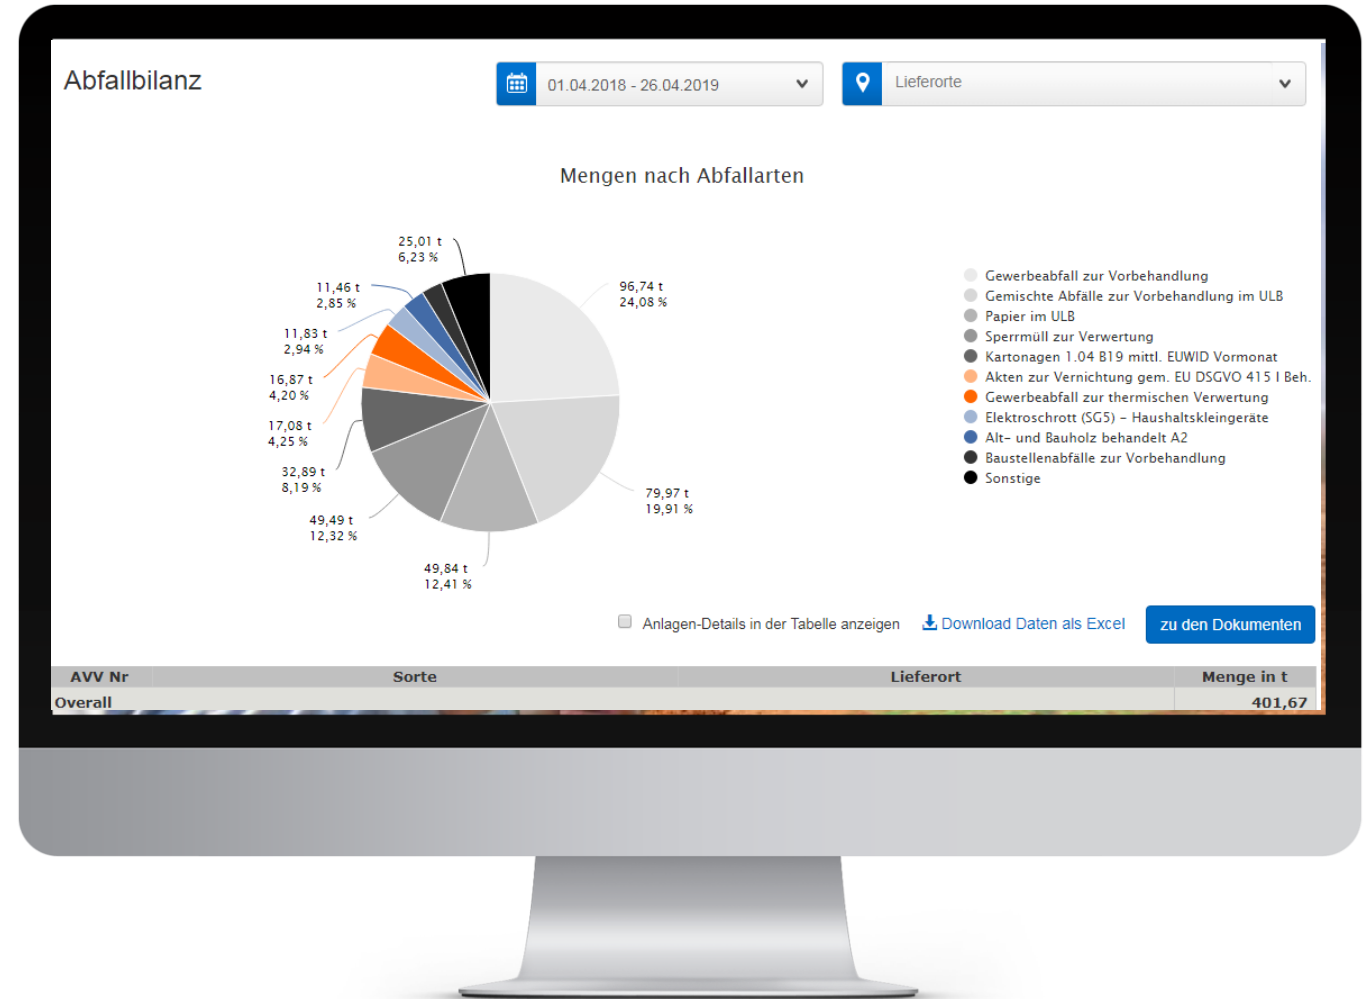 Abfallbilanz
01.04.2018 - 26.04.2019
Lieferorte
Mengen nach Abfallarten
25,01 t
6,23 %
11,46 t
2,85 %
11,83 t
2,94 %
16,87 t
4,20 %
17,08 t
4,25 %
32,89 t
8,19 %
49,49 t
12,32 %
49,84 t
12,41 %
79,97 t
19,91 %
96,74 t
24,08 %
Gewerbeabfall zur Vorbehandlung
Gemischte Abfälle zur Vorbehandlung im ULB
Papier im ULB
Sperrmüll zur Verwertung
Kartonagen 1.04 B19 mittl. EUWID Vormonat
Akten zur Vernichtung gem. EU DSGVO 415 l Beh.
Gewerbeabfall zur thermischen Verwertung
Elektroschrott (SG5) – Haushaltskleingeräte
Alt- und Bauholz behandelt A2
Baustellenabfälle zur Vorbehandlung
Sonstige
Anlagen-Details in der Tabelle anzeigen
Download Daten als Excel
zu den Dokumenten
AVV Nr Sorte Lieferort Menge in t
Overall 401,67